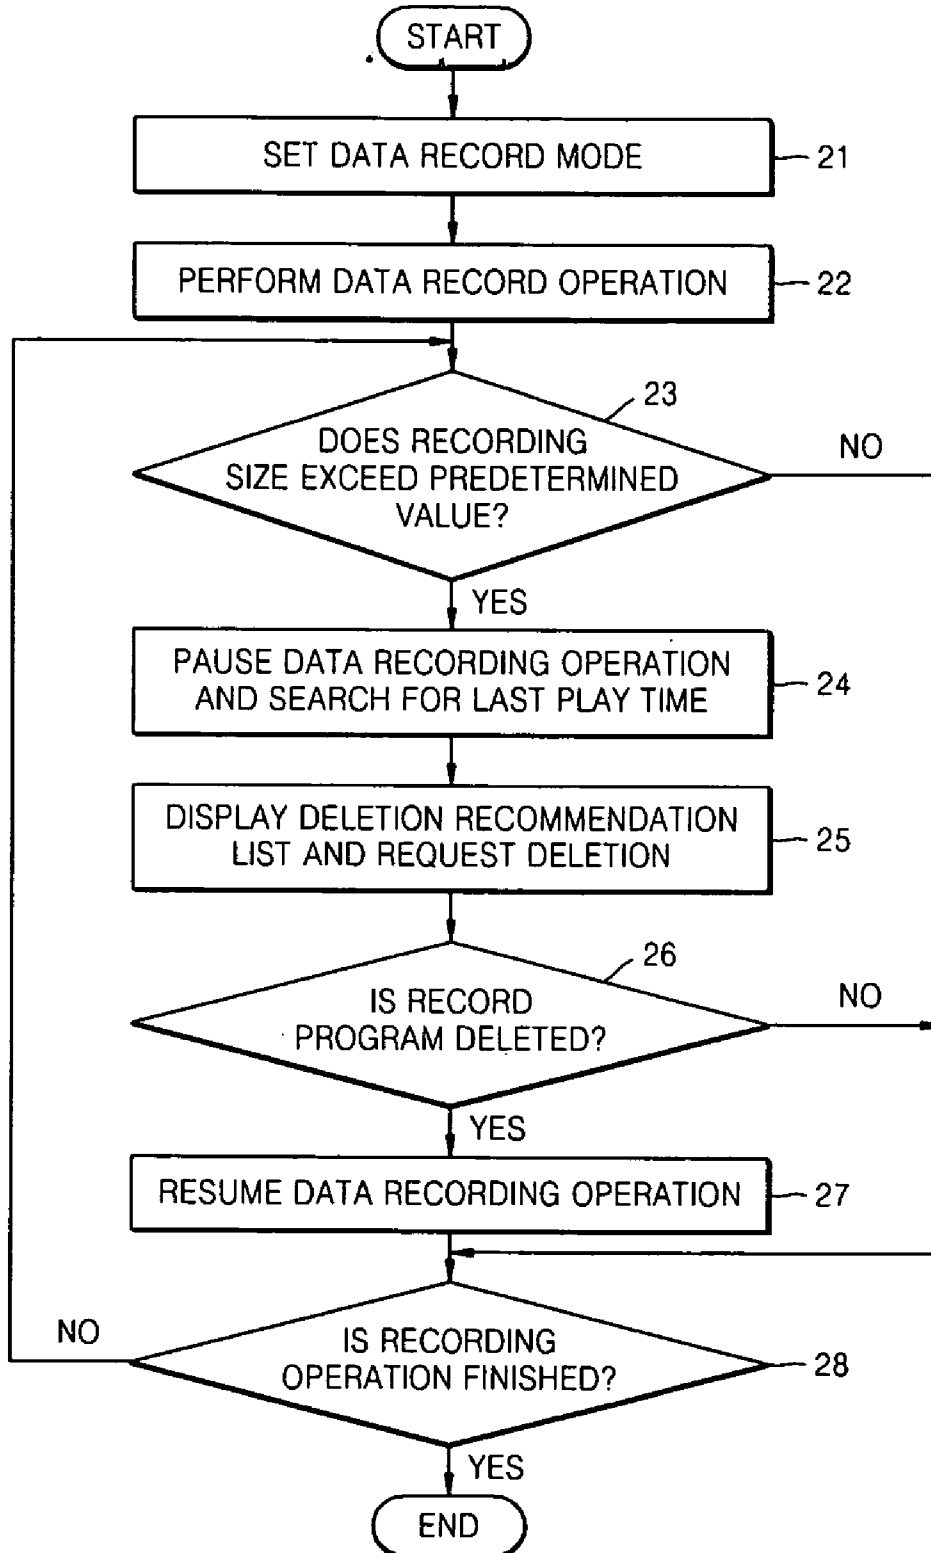 START
SET DATA RECORD MODE
21
PERFORM DATA RECORD OPERATION
22
23
DOES RECORDING
SIZE EXCEED PREDETERMINED
VALUE?
NO
YES
PAUSE DATA RECORDING OPERATION
AND SEARCH FOR LAST PLAY TIME
24
DISPLAY DELETION RECOMMENDATION
LIST AND REQUEST DELETION
25
26
IS RECORD
PROGRAM DELETED?
NO
YES
RESUME DATA RECORDING OPERATION
27
NO
IS RECORDING
OPERATION FINISHED?
28
YES
END